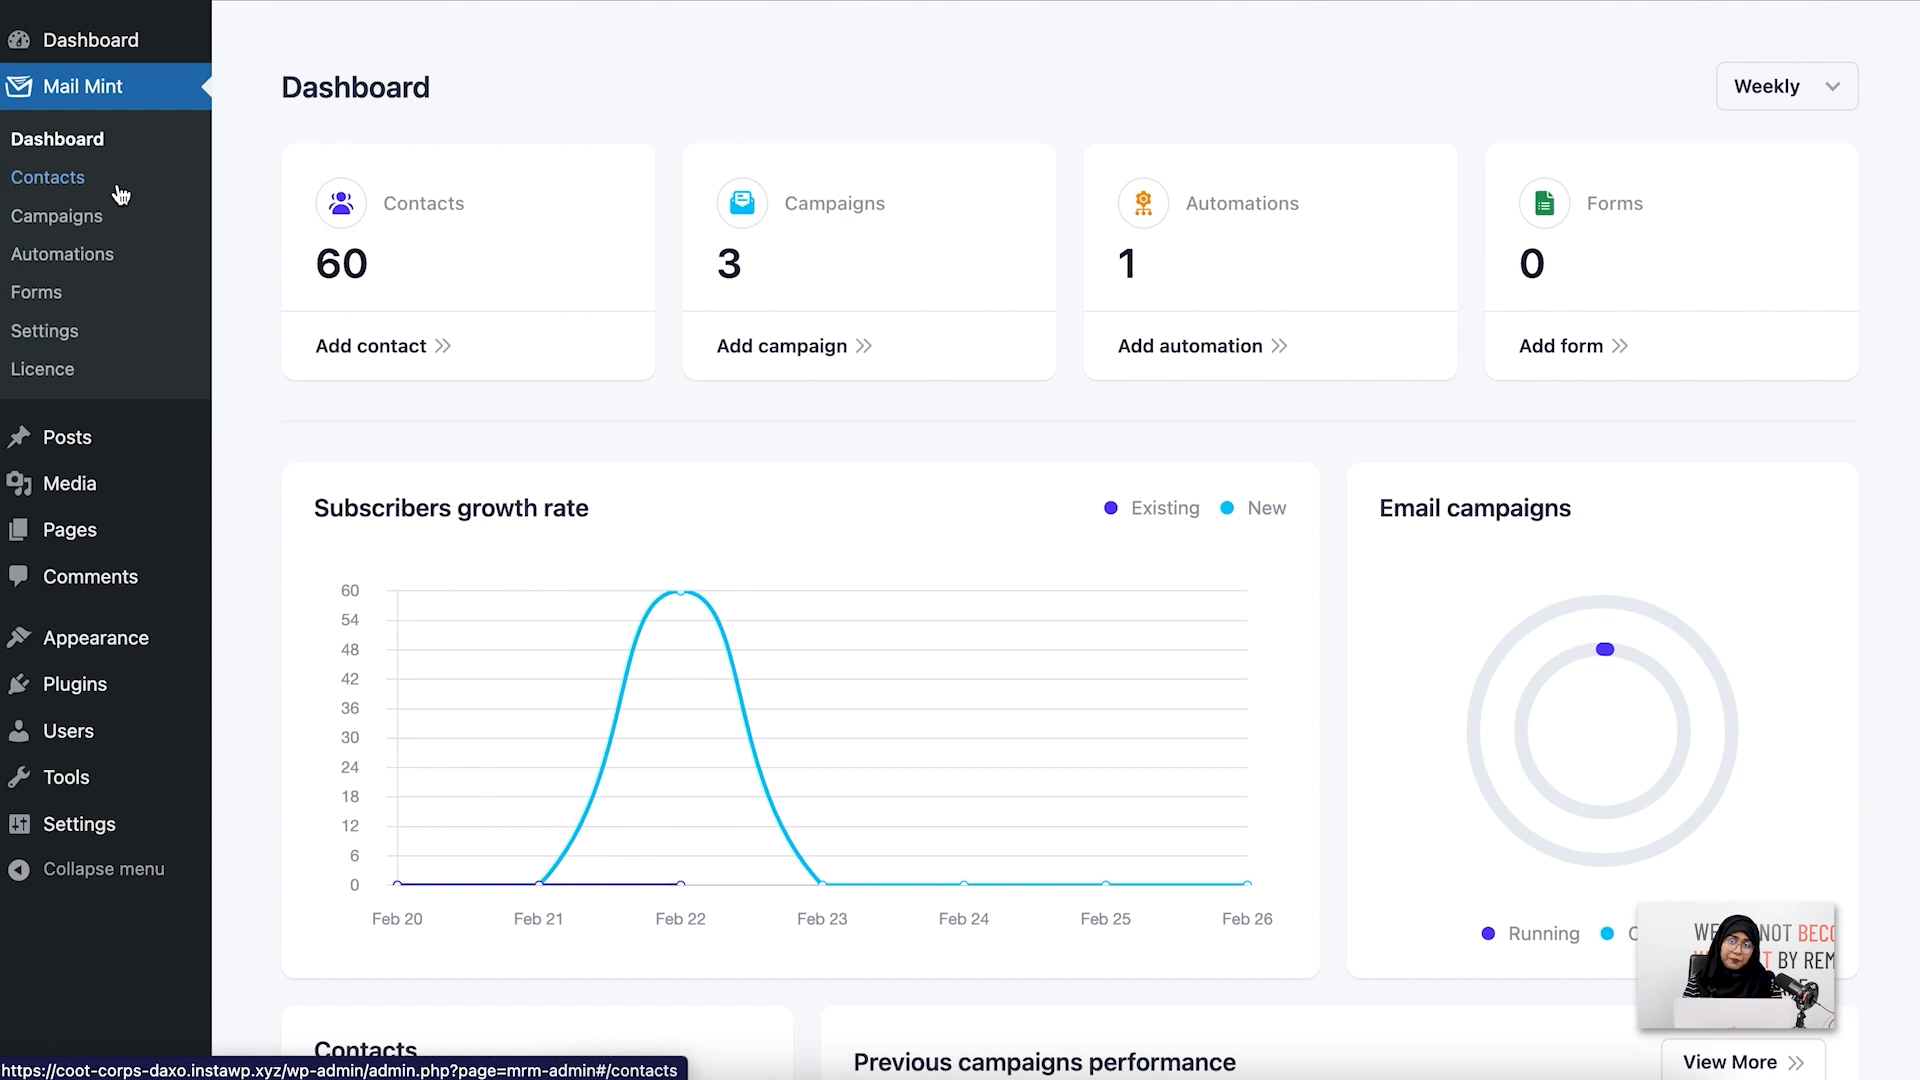 Dashboard
Mail Mint
Dashboard
Contacts
Campaigns
Automations
Forms
Settings
Licence
Posts
Media
Pages
Comments
Appearance
Plugins
Users
Tools
Settings
Collapse menu
Dashboard
Weekly
Contacts
60
Add contact
Campaigns
3
Add campaign
Automations
1
Add automation
Forms
0
Add form
Subscribers growth rate
Existing
New
60
54
48
42
36
30
24
18
12
6
0
Feb 20
Feb 21
Feb 22
Feb 23
Feb 24
Feb 25
Feb 26
Email campaigns
Running
C
NOT BECO
BY REM
Contacts
Previous campaigns performance
View More
https://coot-corps-daxo.instawp.xyz/wp-admin/admin.php?page=mrm-admin#/contacts